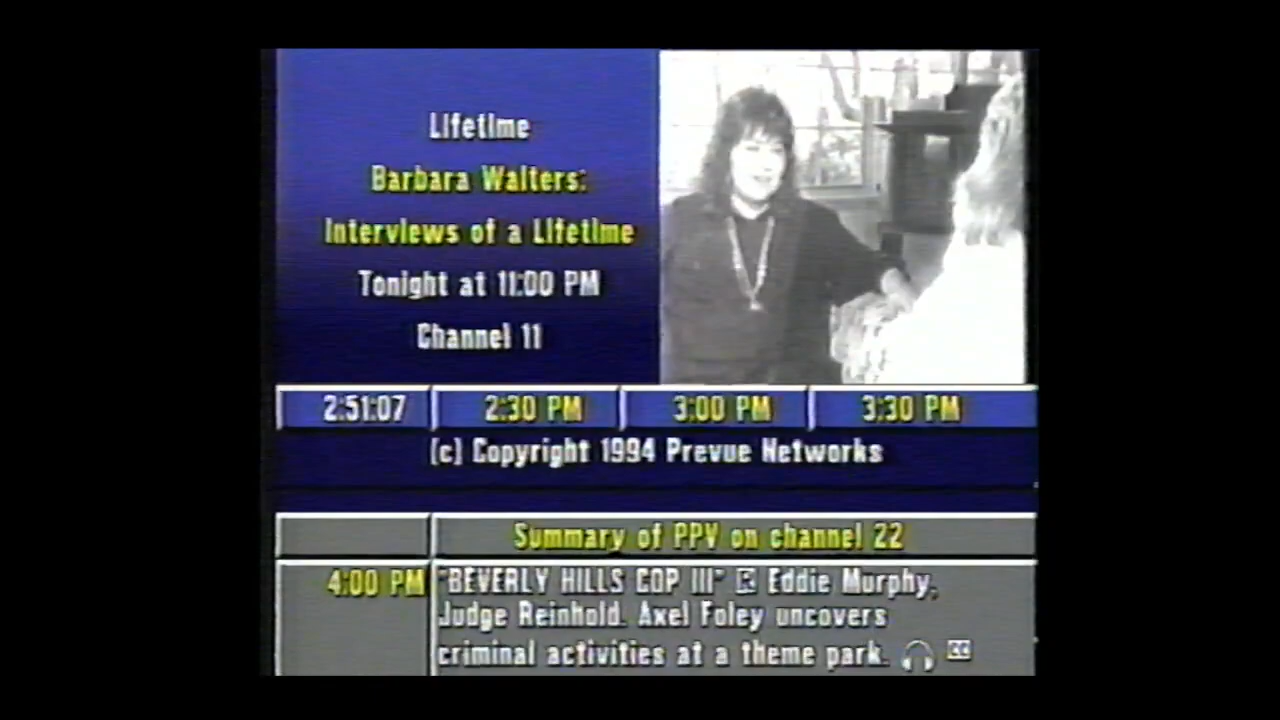 Lifetime
Barbara Walters:
Interviews of a Lifetime
Tonight at 11:00 PM
Channel 11
2:51:07 2:30 PM 3:00 PM 3:30 PM
(c) Copyright 1994 Prevue Networks
Summary of PPV on channel 22
4:00 PM "BEVERLY HILLS COP III" R Eddie Murphy,
Judge Reinhold. Axel Foley uncovers
criminal activities at a theme park. CC